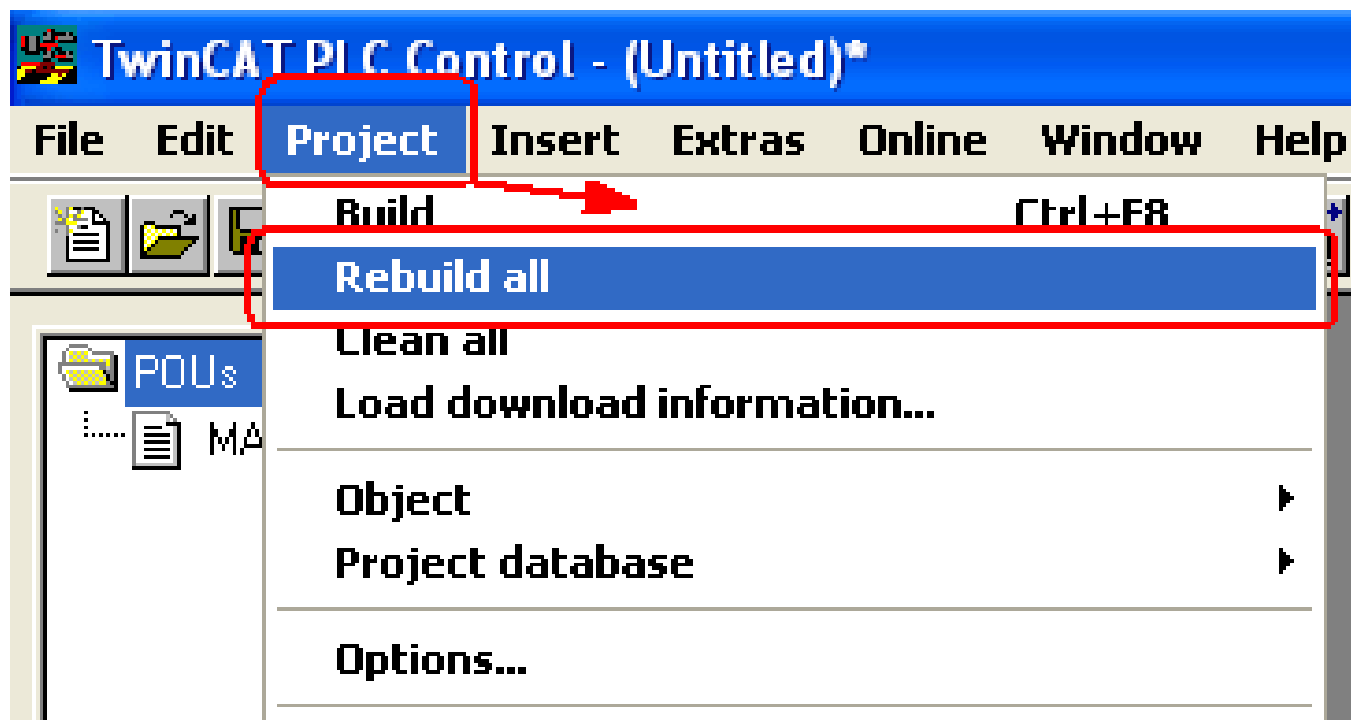 TwinCAT PLC Control - (Untitled)*
File Edit Project Insert Extras Online Window Help
Build Ctrl+F8
Rebuild all
Clean all
POUs
Load download information...
MA
Object
Project database
Options...